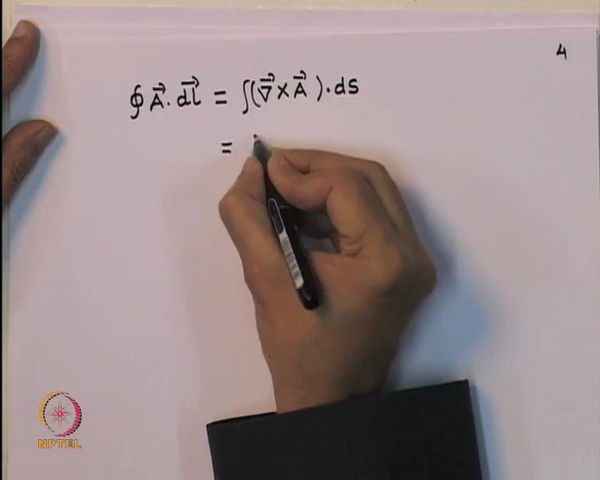 4
∮ A⃗ · dl⃗ = ∫(∇⃗ × A⃗) · ds
=
NPTEL